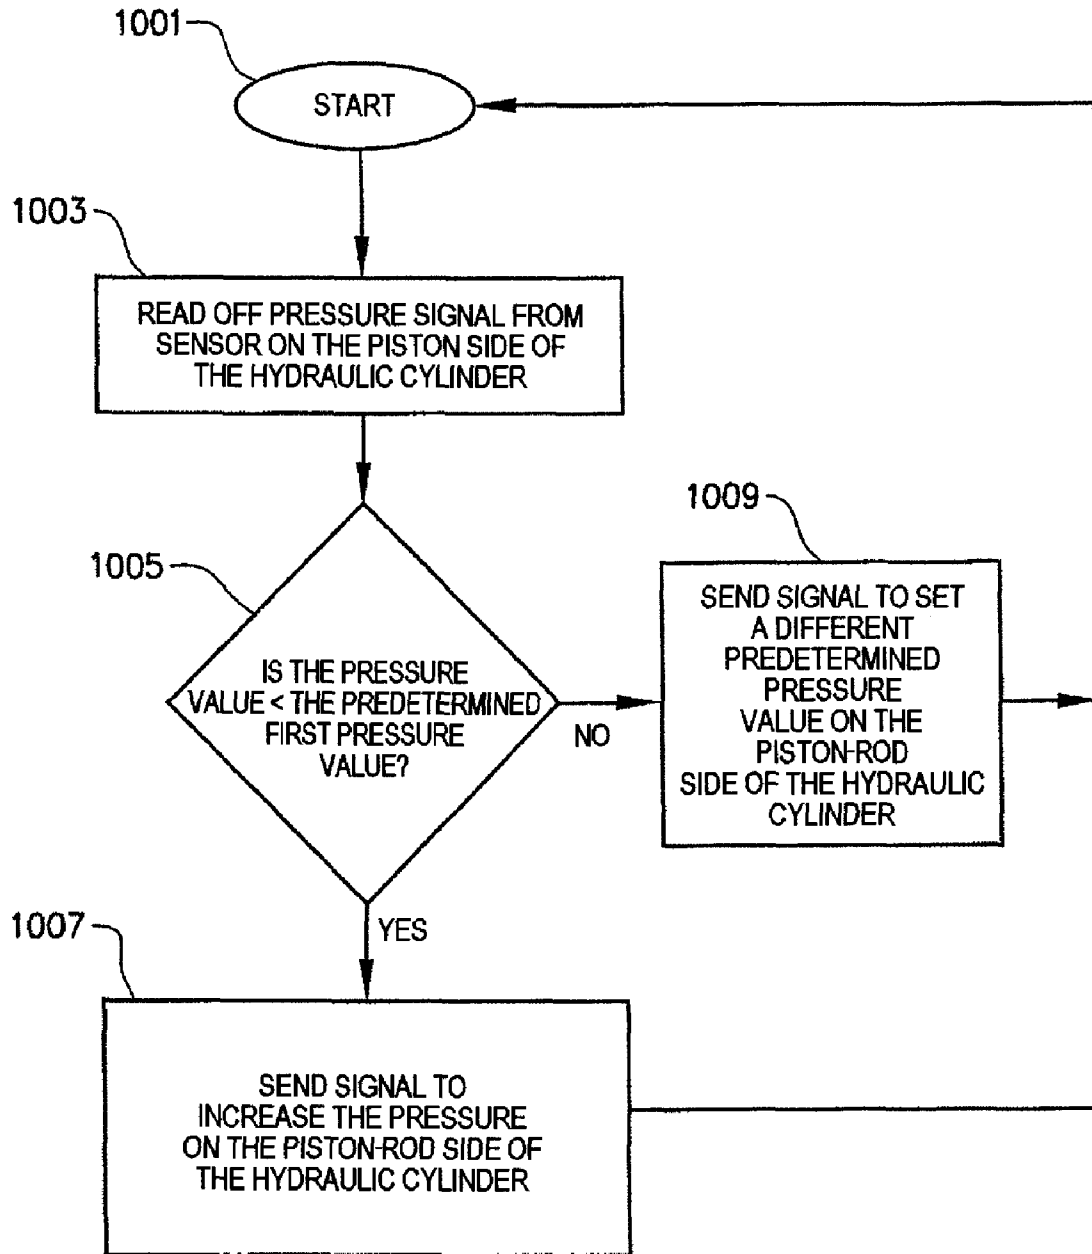 1001
START
1003
READ OFF PRESSURE SIGNAL FROM
SENSOR ON THE PISTON SIDE OF
THE HYDRAULIC CYLINDER
1005
IS THE PRESSURE
VALUE < THE PREDETERMINED
FIRST PRESSURE
VALUE?
NO
1009
SEND SIGNAL TO SET
A DIFFERENT
PREDETERMINED
PRESSURE
VALUE ON THE
PISTON-ROD
SIDE OF THE HYDRAULIC
CYLINDER
YES
1007
SEND SIGNAL TO
INCREASE THE PRESSURE
ON THE PISTON-ROD SIDE OF
THE HYDRAULIC CYLINDER